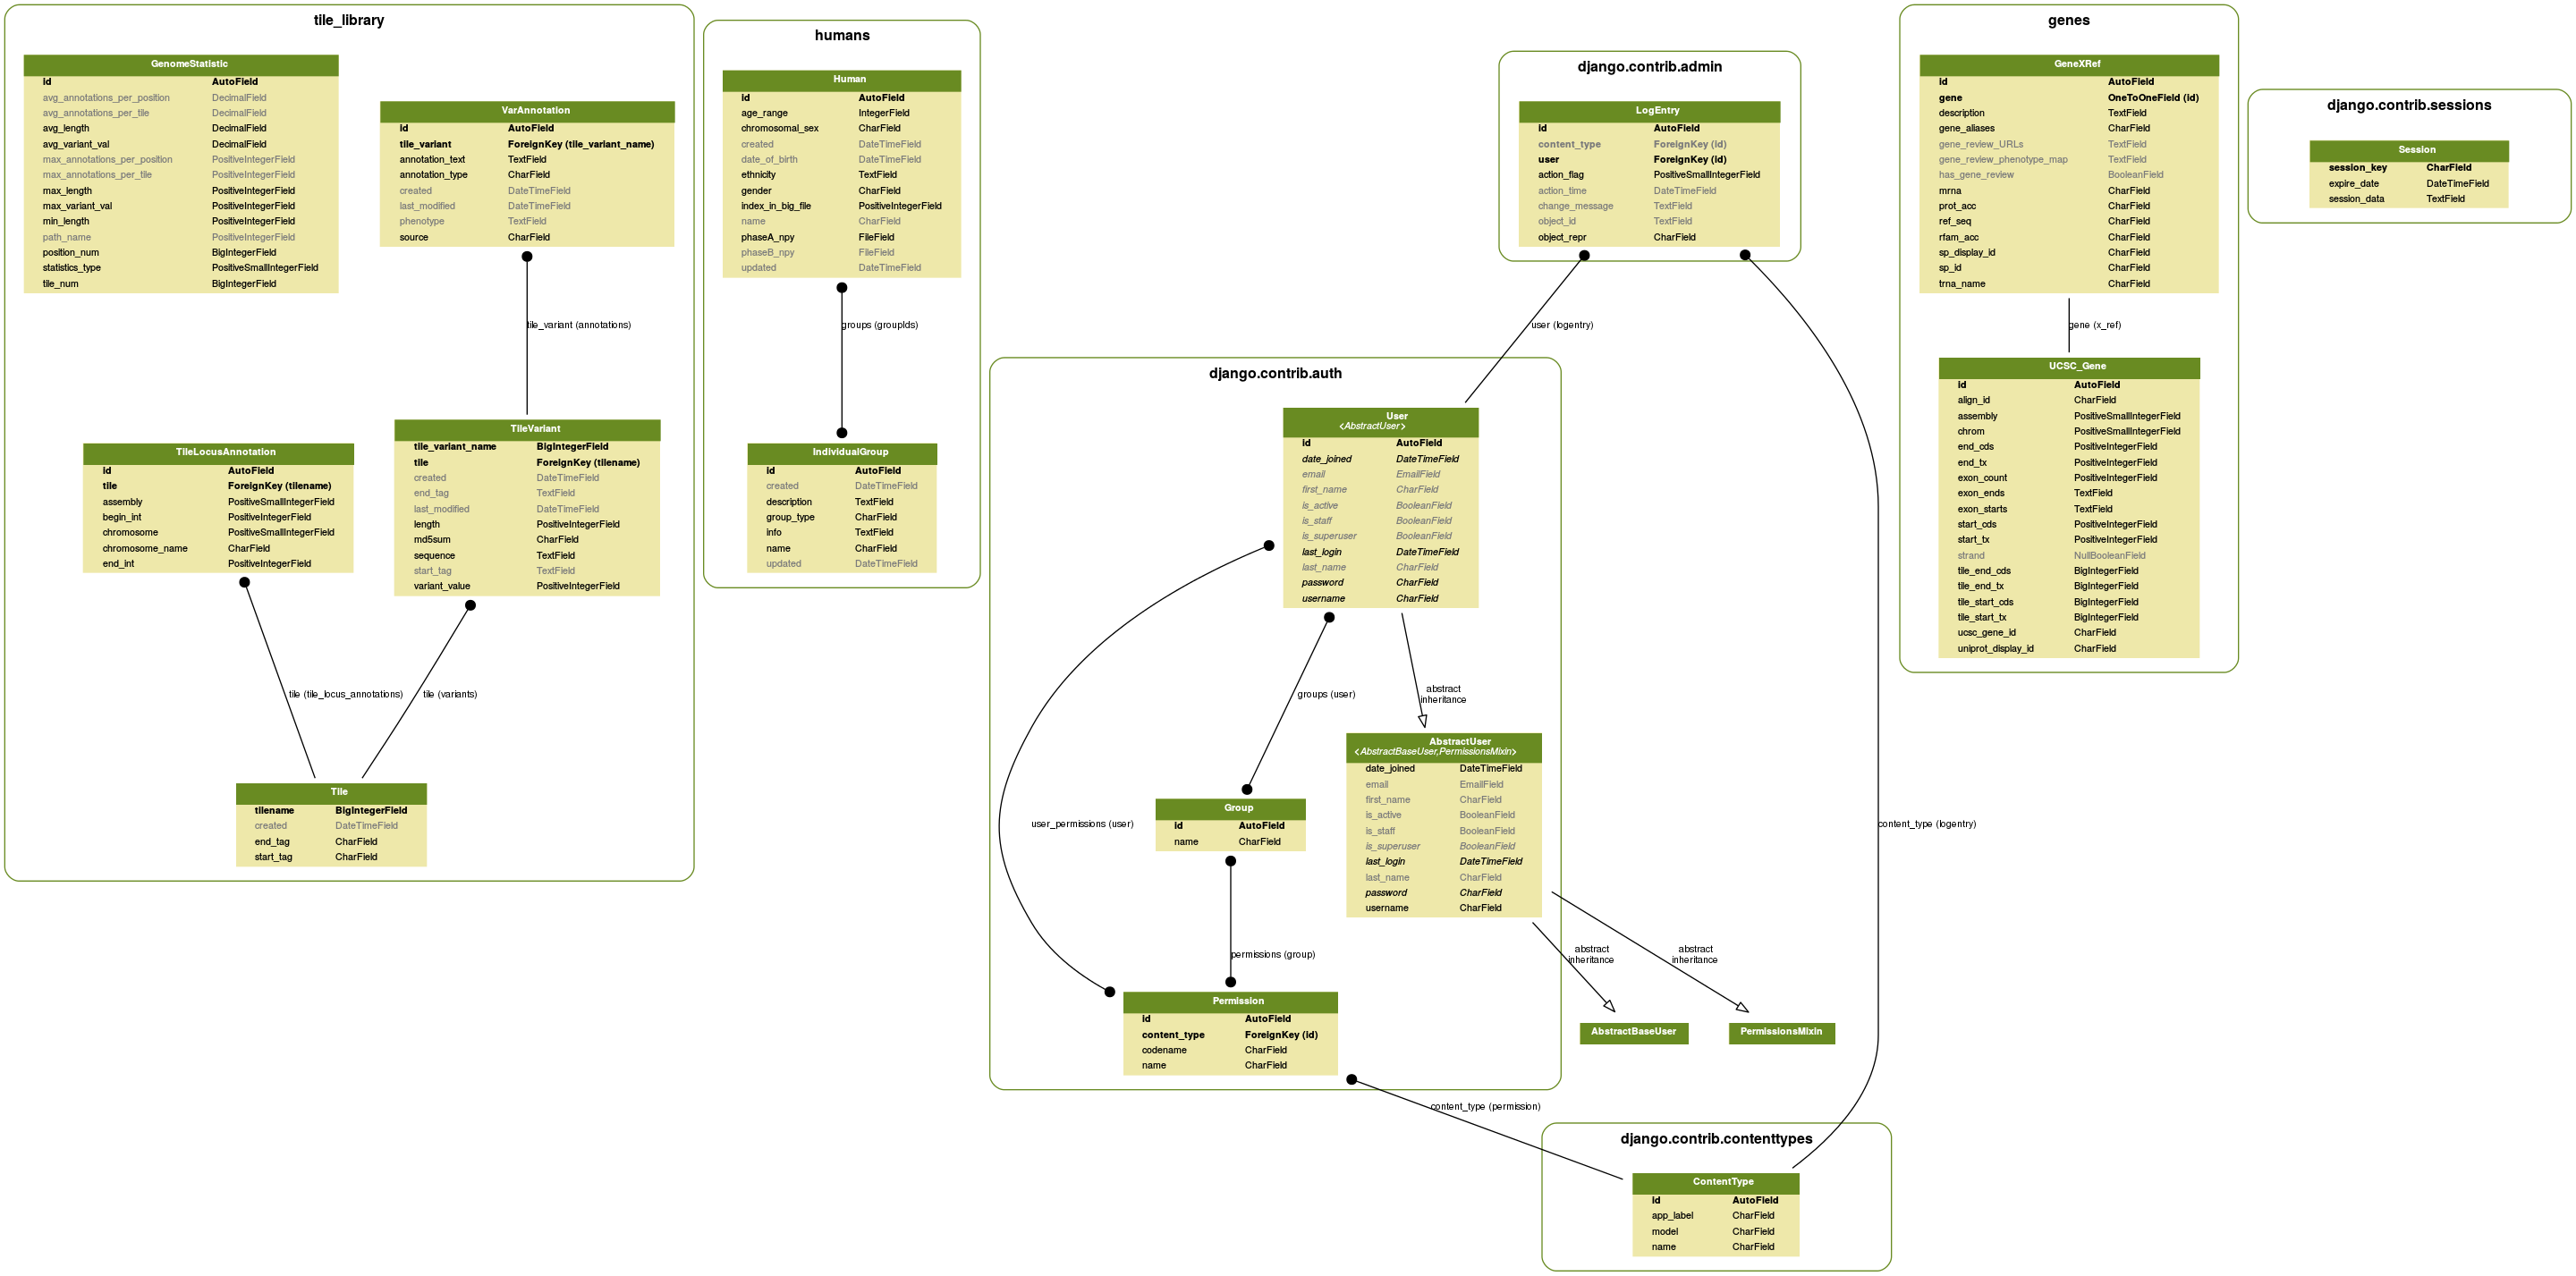 tile_library
GenomeStatistic
id AutoField
avg_annotations_per_position DecimalField
avg_annotations_per_tile DecimalField
avg_length DecimalField
avg_variant_val DecimalField
max_annotations_per_position PositiveIntegerField
max_annotations_per_tile PositiveIntegerField
max_length PositiveIntegerField
max_variant_val PositiveIntegerField
min_length PositiveIntegerField
path_name PositiveIntegerField
position_num BigIntegerField
statistics_type PositiveSmallIntegerField
tile_num BigIntegerField
VarAnnotation
id AutoField
tile_variant ForeignKey (tile_variant_name)
annotation_text TextField
annotation_type CharField
created DateTimeField
last_modified DateTimeField
phenotype TextField
source CharField
tile_variant (annotations)
TileLocusAnnotation
id AutoField
tile ForeignKey (tilename)
assembly PositiveSmallIntegerField
begin_int PositiveIntegerField
chromosome PositiveSmallIntegerField
chromosome_name CharField
end_int PositiveIntegerField
TileVariant
tile_variant_name BigIntegerField
tile ForeignKey (tilename)
created DateTimeField
end_tag TextField
last_modified DateTimeField
length PositiveIntegerField
md5sum CharField
sequence TextField
start_tag TextField
variant_value PositiveIntegerField
tile (tile_locus_annotations)
tile (variants)
Tile
tilename BigIntegerField
created DateTimeField
end_tag CharField
start_tag CharField
humans
Human
id AutoField
age_range IntegerField
chromosomal_sex CharField
created DateTimeField
date_of_birth DateTimeField
ethnicity TextField
gender CharField
index_in_big_file PositiveIntegerField
name CharField
phaseA_npy FileField
phaseB_npy FileField
updated DateTimeField
groups (groupIds)
IndividualGroup
id AutoField
created DateTimeField
description TextField
group_type CharField
info TextField
name CharField
updated DateTimeField
django.contrib.admin
LogEntry
id AutoField
content_type ForeignKey (id)
user ForeignKey (id)
action_flag PositiveSmallIntegerField
action_time DateTimeField
change_message TextField
object_id TextField
object_repr CharField
user (logentry)
content_type (logentry)
django.contrib.auth
User
<AbstractUser>
id AutoField
date_joined DateTimeField
email EmailField
first_name CharField
is_active BooleanField
is_staff BooleanField
is_superuser BooleanField
last_login DateTimeField
last_name CharField
password CharField
username CharField
groups (user)
abstract
inheritance
user_permissions (user)
AbstractUser
<AbstractBaseUser,PermissionsMixin>
date_joined DateTimeField
email EmailField
first_name CharField
is_active BooleanField
is_staff BooleanField
is_superuser BooleanField
last_login DateTimeField
last_name CharField
password CharField
username CharField
Group
id AutoField
name CharField
permissions (group)
abstract
inheritance
abstract
inheritance
Permission
id AutoField
content_type ForeignKey (id)
codename CharField
name CharField
AbstractBaseUser
PermissionsMixin
content_type (permission)
django.contrib.contenttypes
ContentType
id AutoField
app_label CharField
model CharField
name CharField
genes
GeneXRef
id AutoField
gene OneToOneField (id)
description TextField
gene_aliases CharField
gene_review_URLs TextField
gene_review_phenotype_map TextField
has_gene_review BooleanField
mrna CharField
prot_acc CharField
ref_seq CharField
rfam_acc CharField
sp_display_id CharField
sp_id CharField
trna_name CharField
gene (x_ref)
UCSC_Gene
id AutoField
align_id CharField
assembly PositiveSmallIntegerField
chrom PositiveSmallIntegerField
end_cds PositiveIntegerField
end_tx PositiveIntegerField
exon_count PositiveIntegerField
exon_ends TextField
exon_starts TextField
start_cds PositiveIntegerField
start_tx PositiveIntegerField
strand NullBooleanField
tile_end_cds BigIntegerField
tile_end_tx BigIntegerField
tile_start_cds BigIntegerField
tile_start_tx BigIntegerField
ucsc_gene_id CharField
uniprot_display_id CharField
django.contrib.sessions
Session
session_key CharField
expire_date DateTimeField
session_data TextField